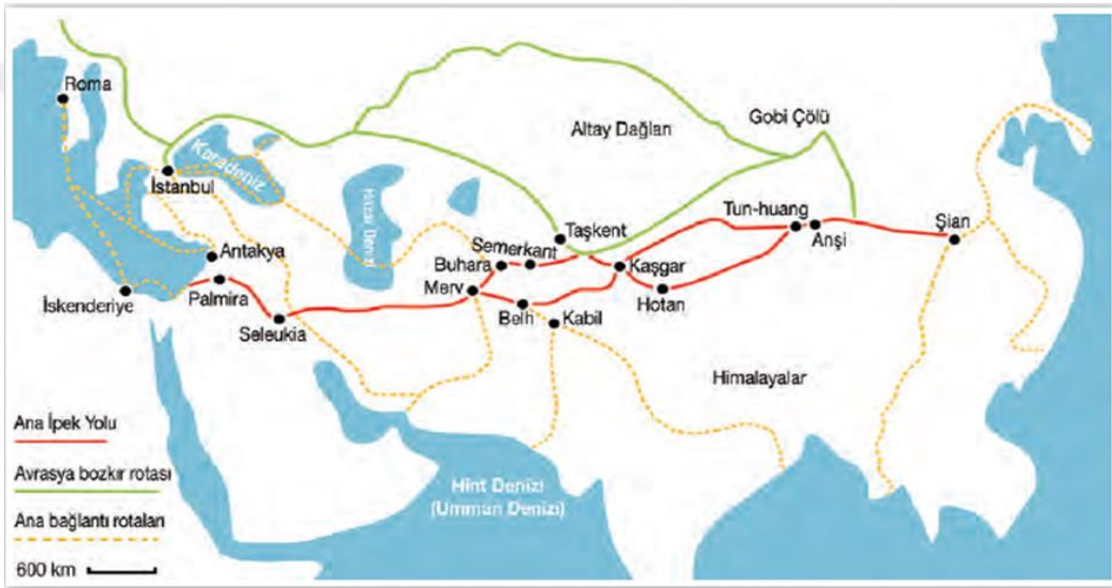 Roma
Altay Dağları
Gobi Çölü
Karadeniz
İstanbul
Hazar Denizi
Tun-huang
Anşi
Şian
Taşkent
Semerkant
Buhara
Kaşgar
Antakya
Merv
Hotan
İskenderiye
Palmira
Belh
Kabil
Seleukia
Himalayalar
Ana İpek Yolu
Avrasya bozkır rotası
Ana bağlantı rotaları
600 km
Hint Denizi
(Umman Denizi)